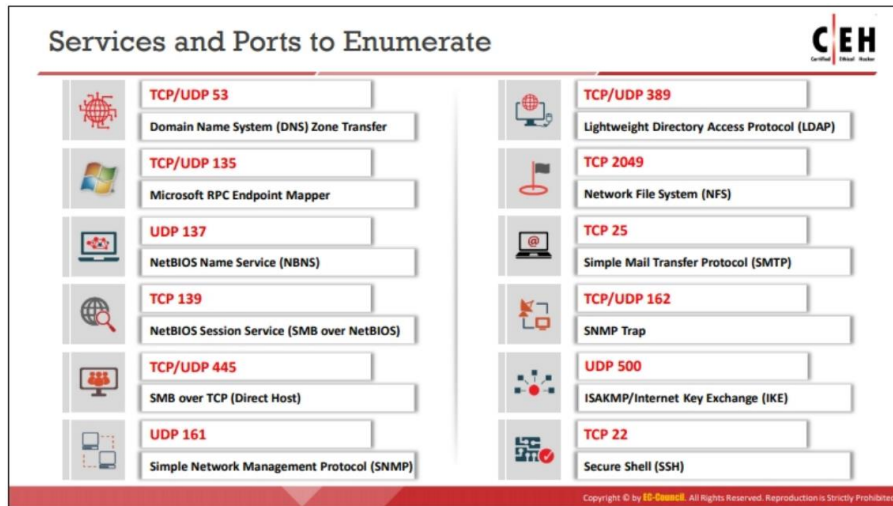 Services and Ports to Enumerate
C|EH
Certified Ethical Hacker
TCP/UDP 53
Domain Name System (DNS) Zone Transfer
TCP/UDP 135
Microsoft RPC Endpoint Mapper
UDP 137
NetBIOS Name Service (NBNS)
TCP 139
NetBIOS Session Service (SMB over NetBIOS)
TCP/UDP 445
SMB over TCP (Direct Host)
UDP 161
Simple Network Management Protocol (SNMP)
TCP/UDP 389
Lightweight Directory Access Protocol (LDAP)
TCP 2049
Network File System (NFS)
@
TCP 25
Simple Mail Transfer Protocol (SMTP)
TCP/UDP 162
SNMP Trap
UDP 500
ISAKMP/Internet Key Exchange (IKE)
TCP 22
Secure Shell (SSH)
Copyright © by EC-Council. All Rights Reserved. Reproduction is Strictly Prohibite